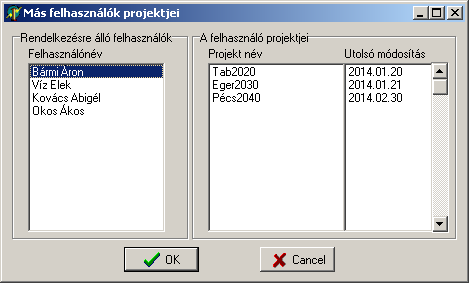 Más felhasználók projektjei
Rendelkezésre álló felhasználók
Felhasználónév
Bármi Áron
Víz Elek
Kovács Abigél
Okos Ákos
A felhasználó projektjei
Projekt név Utolsó módosítás
Tab2020 2014.01.20
Eger2030 2014.01.21
Pécs2040 2014.02.30
OK Cancel